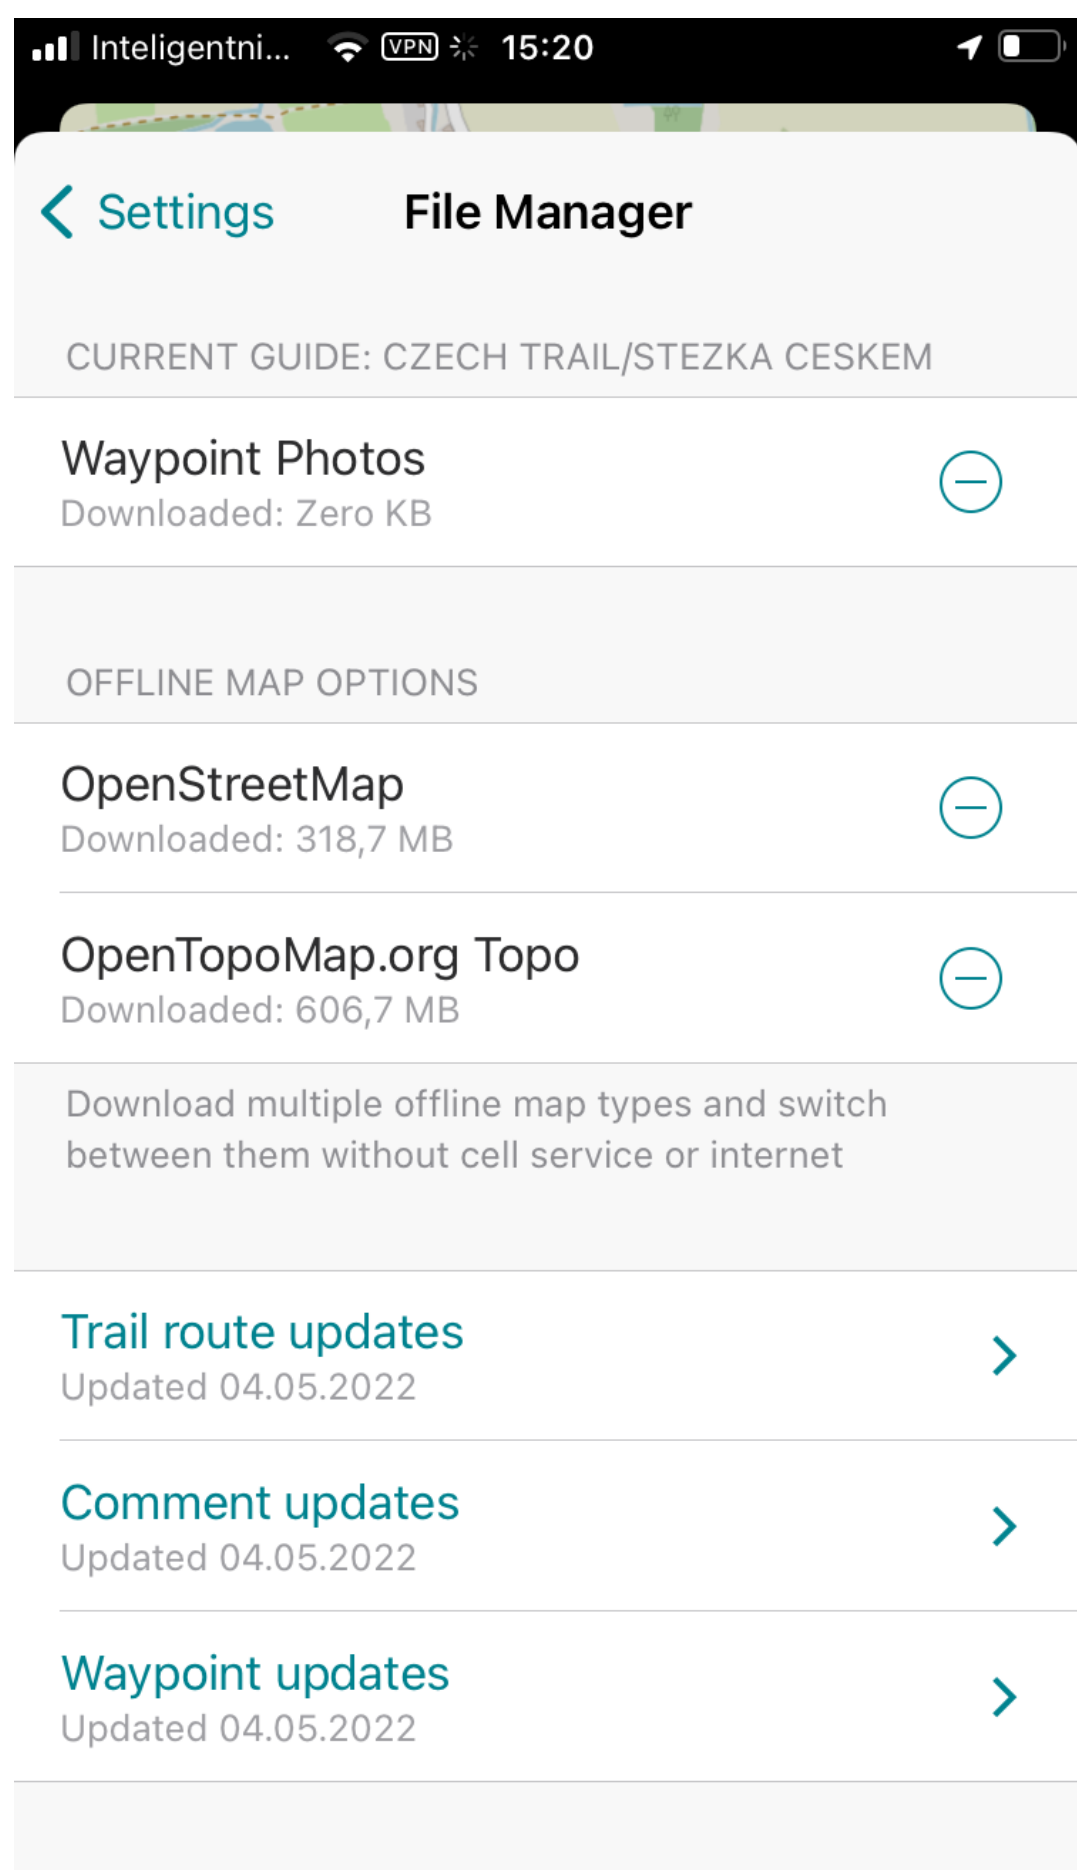 Inteligentni... VPN 15:20
Settings File Manager
CURRENT GUIDE: CZECH TRAIL/STEZKA CESKEM
Waypoint Photos
Downloaded: Zero KB
OFFLINE MAP OPTIONS
OpenStreetMap
Downloaded: 318,7 MB
OpenTopoMap.org Topo
Downloaded: 606,7 MB
Download multiple offline map types and switch
between them without cell service or internet
Trail route updates
Updated 04.05.2022
Comment updates
Updated 04.05.2022
Waypoint updates
Updated 04.05.2022